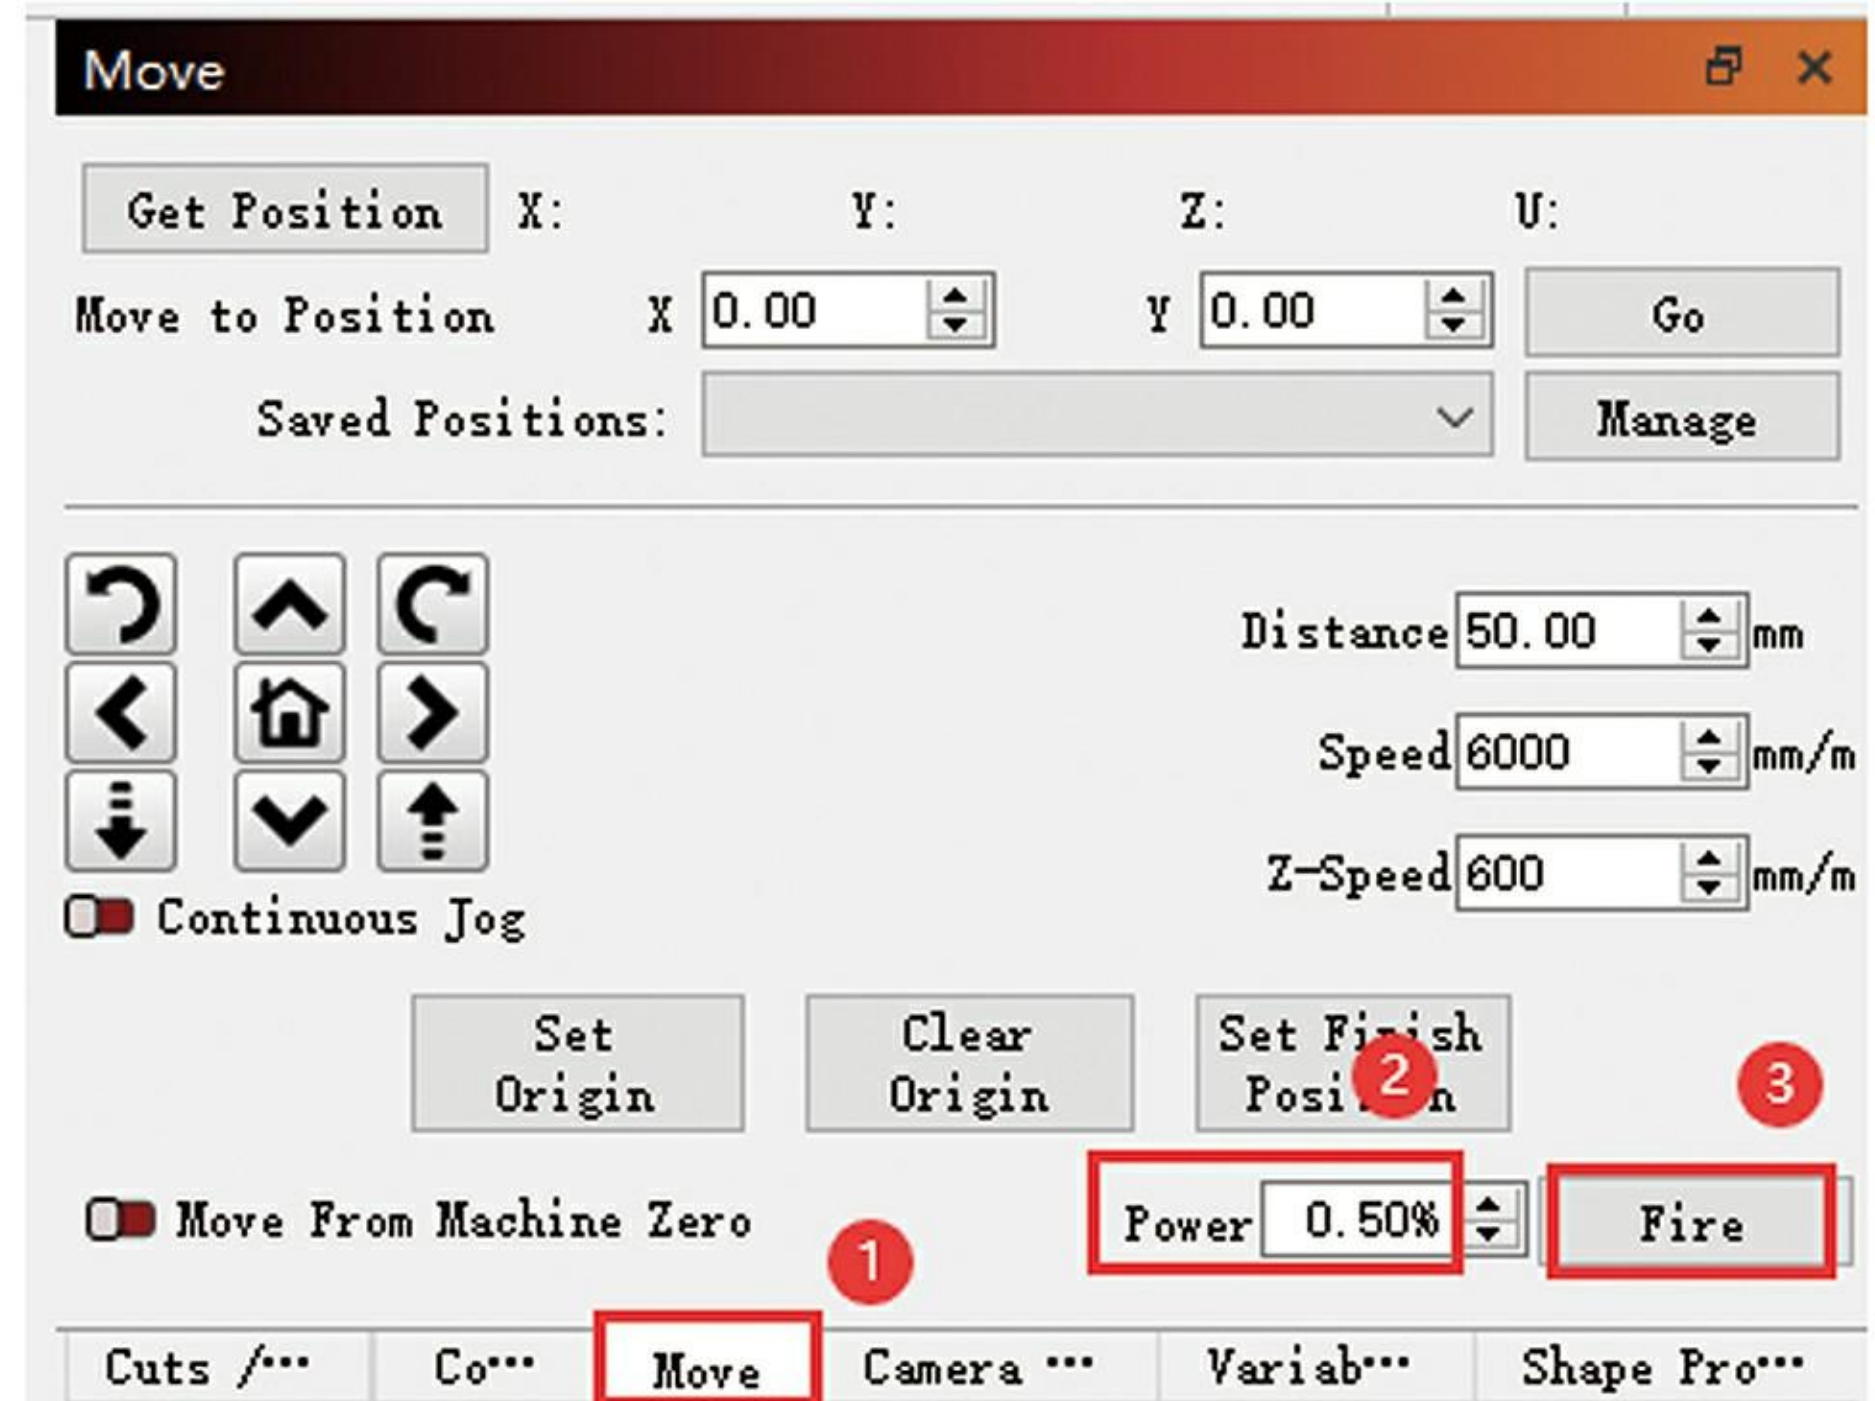 Move
Get Position X: Y: Z: U:
Move to Position X 0.00 Y 0.00 Go
Saved Positions: Manage
Distance 50.00 mm
Speed 6000 mm/m
Z-Speed 600 mm/m
Continuous Jog
Set Origin
Clear Origin
Set Finish Position
2
3
Move From Machine Zero
Power 0.50% Fire
1
Cuts /··· Co··· Move Camera ··· Variab··· Shape Pro···